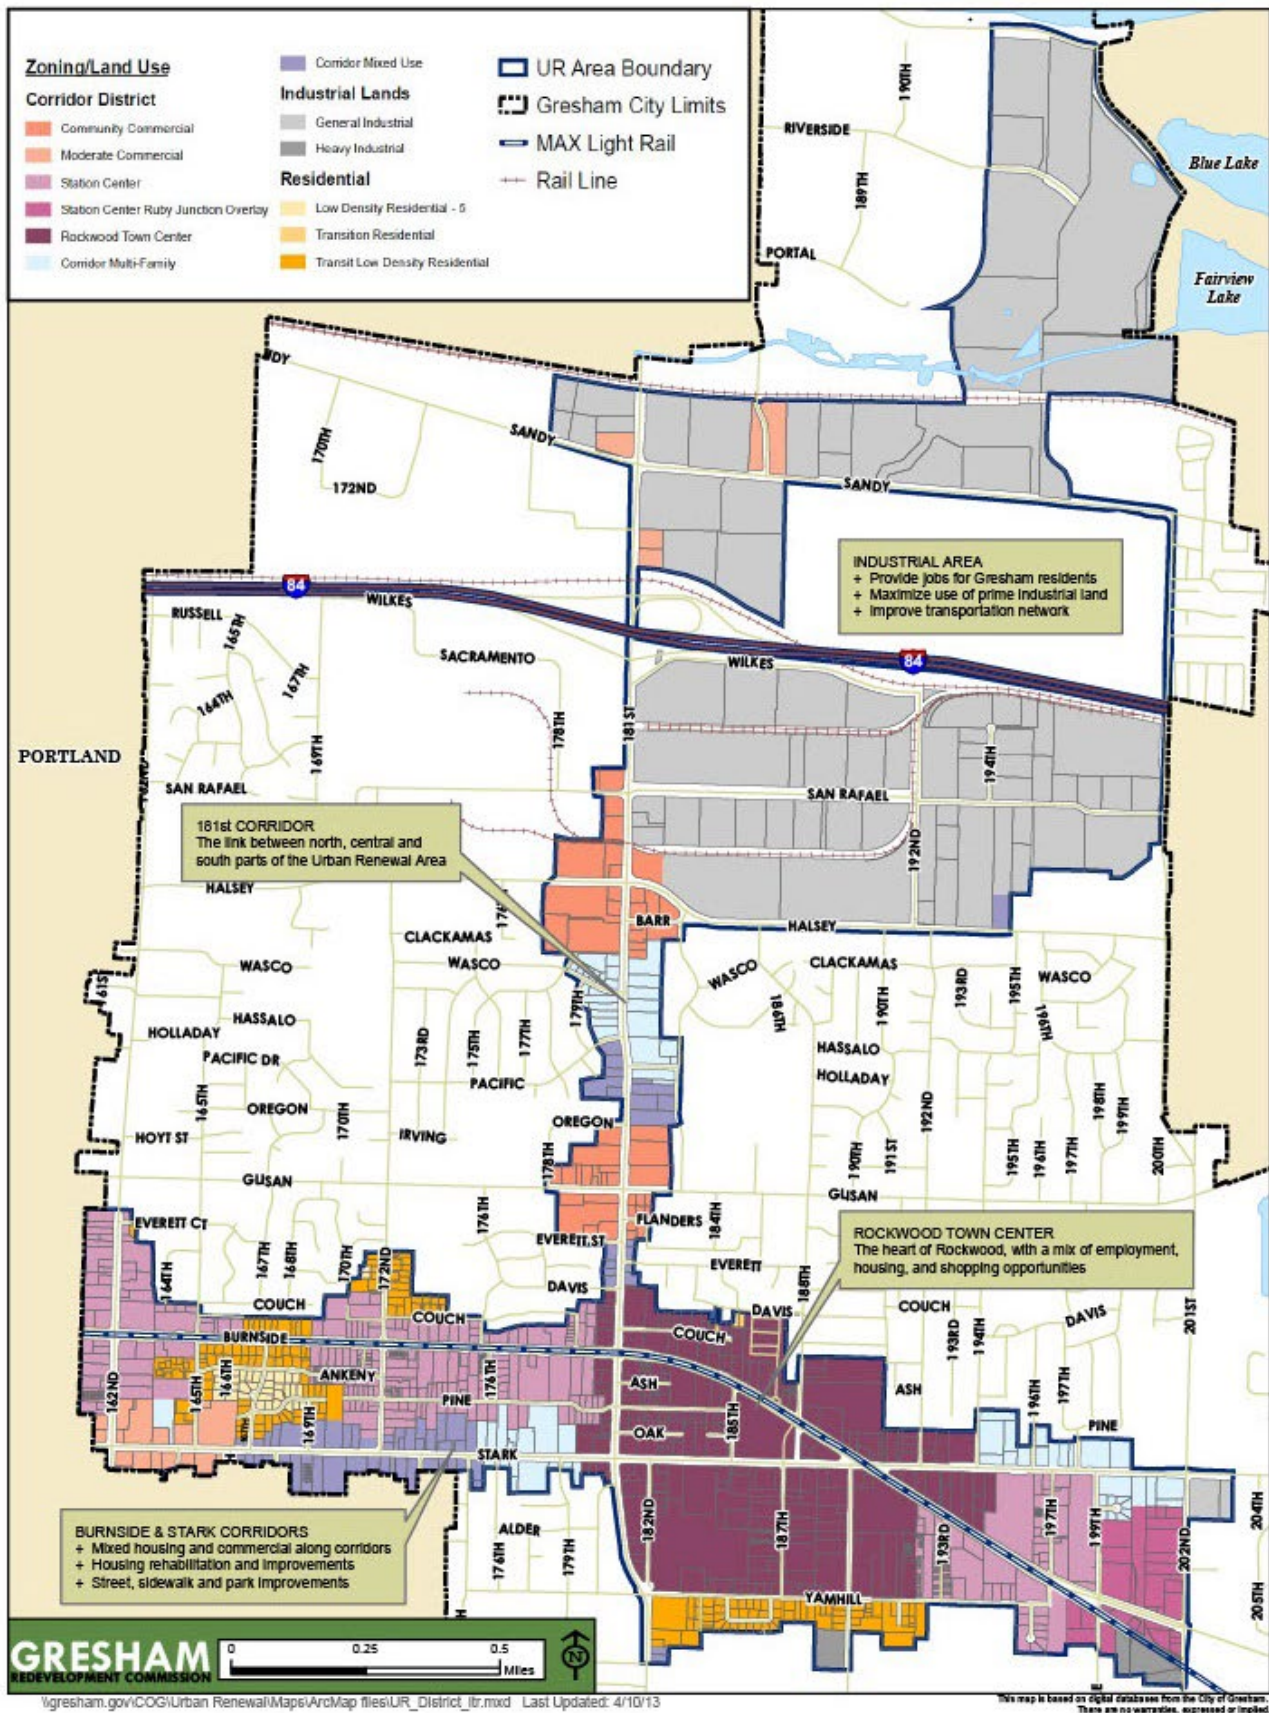 Zoning/Land Use
Corridor District
Community Commercial
Moderate Commercial
Station Center
Station Center Ruby Junction Overlay
Rockwood Town Center
Corridor Multi-Family
Corridor Mixed Use
Industrial Lands
General Industrial
Heavy Industrial
Residential
Low Density Residential - 5
Transition Residential
Transit Low Density Residential
UR Area Boundary
Gresham City Limits
MAX Light Rail
Rail Line
190TH
RIVERSIDE
189TH
PORTAL
Blue Lake
Fairview
Lake
NDY
SANDY
170TH
172ND
SANDY
INDUSTRIAL AREA
+ Provide jobs for Gresham residents
+ Maximize use of prime industrial land
+ Improve transportation network
84
WILKES
RUSSELL
165TH
SACRAMENTO
WILKES
84
167TH
164TH
178TH
181ST
169TH
194TH
PORTLAND
162ND
SAN RAFAEL
SAN RAFAEL
181st CORRIDOR
The link between north, central and
south parts of the Urban Renewal Area
192ND
HALSEY
BARR
HALSEY
CLACKAMAS
WASCO
WASCO
WASCO
CLACKAMAS
WASCO
161ST
179TH
186TH
190TH
193RD
195TH
196TH
HASSALO
HOLLADAY
173RD
175TH
177TH
PACIFIC DR
PACIFIC
HASSALO
HOLLADAY
165TH
OREGON
170TH
OREGON
192ND
198TH
199TH
HOYT ST
IRVING
178TH
190TH
191ST
195TH
196TH
197TH
200TH
GLISAN
GLISAN
176TH
EVERETT CT
FLANDERS
184TH
EVERETT ST
EVERETT
ROCKWOOD TOWN CENTER
The heart of Rockwood, with a mix of employment,
housing, and shopping opportunities
164TH
167TH
168TH
170TH
172ND
DAVIS
188TH
COUCH
COUCH
DAVIS
COUCH
DAVIS
201ST
BURNSIDE
COUCH
193RD
194TH
162ND
165TH
166TH
ANKENY
176TH
ASH
ASH
196TH
197TH
PINE
185TH
PINE
169TH
OAK
STARK
BURNSIDE & STARK CORRIDORS
+ Mixed housing and commercial along corridors
+ Housing rehabilitation and improvements
+ Street, sidewalk and park improvements
ALDER
176TH
179TH
182ND
187TH
193RD
197TH
199TH
202ND
204TH
205TH
YAMHILL
GRESHAM
REDEVELOPMENT COMMISSION
0 0.25 0.5
Miles
N
\\gresham.gov\COG\Urban Renewal\Maps\ArcMap files\UR_District_ltr.mxd Last Updated: 4/10/13
This map is based on digital databases from the City of Gresham.
There are no warranties, expressed or implied